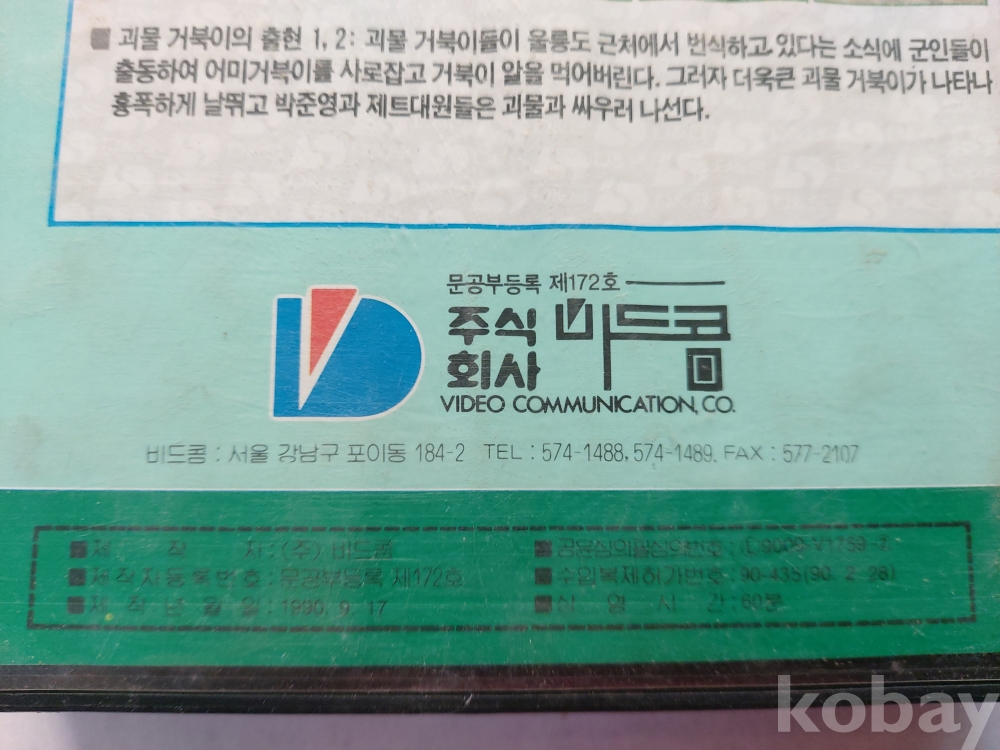 ■ 괴물 거북이의 출현 1, 2: 괴물 거북이들이 울릉도 근처에서 번식하고 있다는 소식에 군인들이
출동하여 어미거북이를 사로잡고 거북이 알을 먹어버린다. 그러자 더욱큰 괴물 거북이가 나타나
흉폭하게 날뛰고 박준영과 제트대원들은 괴물과 싸우러 나선다.
문공부등록 제172호
주식회사 비드콤
VIDEO COMMUNICATION, CO.
비드콤 : 서울 강남구 포이동 184-2 TEL : 574-1488, 574-1489, FAX : 577-2107
■ 제 작 자 : (주) 비드콤
■ 제작자등록번호 : 문공부등록 제172호
■ 제 작 년 월 일 : 1990. 9. 17
■ 공윤심의필심의번호 :
■ 수입복제허가번호 : 90-435(90. 2. 28)
■ 상 영 시 간 : 60분
kobay